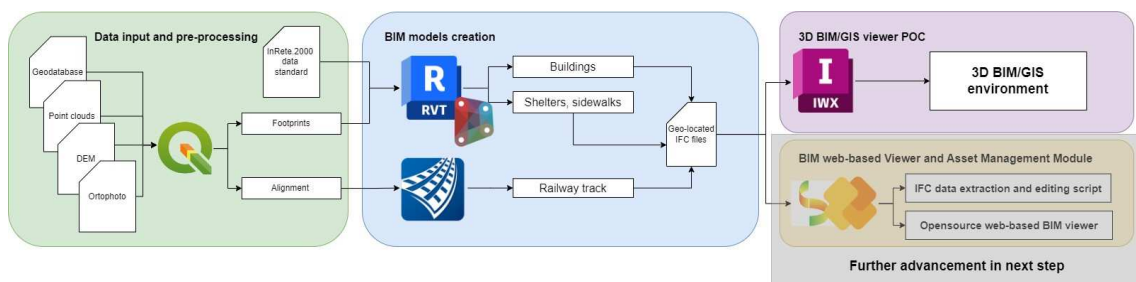 Data input and pre-processing
Geodatabase
Point clouds
DEM
Ortophoto
InRete.2000
data
standard
Footprints
Alignment
BIM models creation
R
RVT
Buildings
Shelters, sidewalks
Railway track
Geo-located
IFC files
3D BIM/GIS viewer POC
I
IWX
3D BIM/GIS
environment
BIM web-based Viewer and Asset Management Module
IFC data extraction and editing script
Opensource web-based BIM viewer
Further advancement in next step